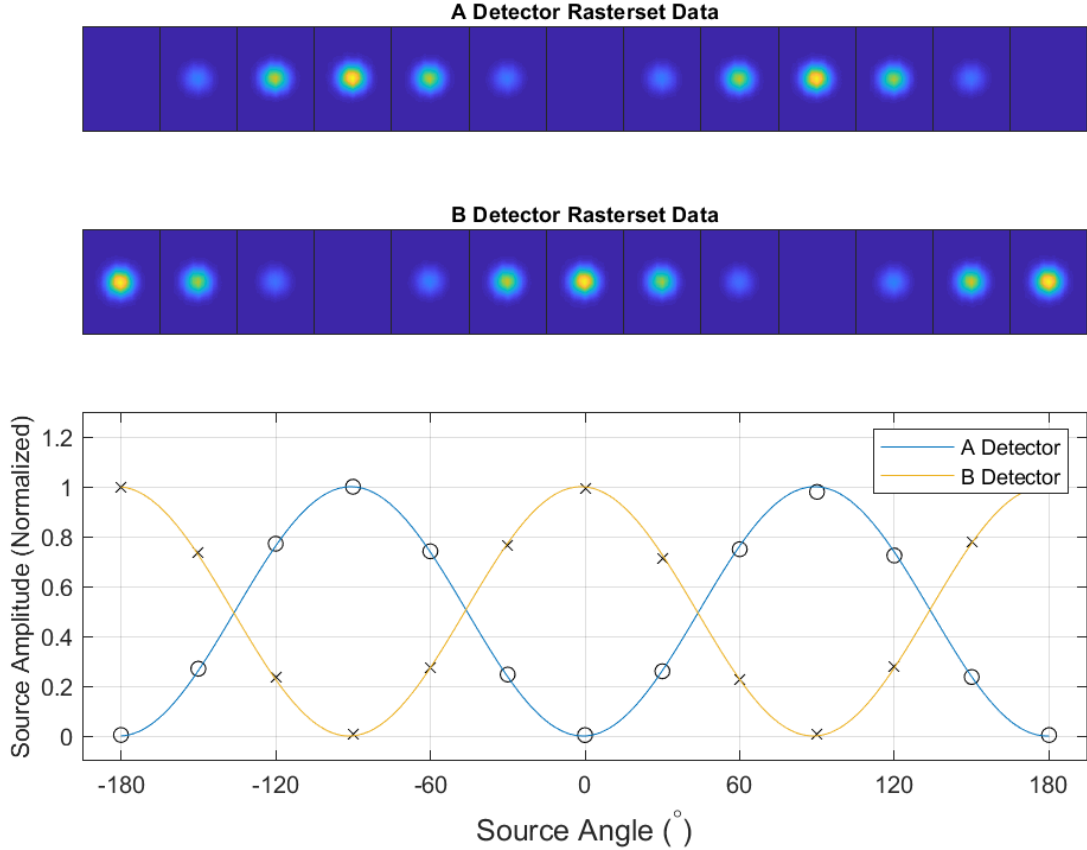 A Detector Rasterset Data
B Detector Rasterset Data
Source Amplitude (Normalized)
1.2
1
0.8
0.6
0.4
0.2
0
A Detector
B Detector
-180
-120
-60
0
60
120
180
Source Angle (°)